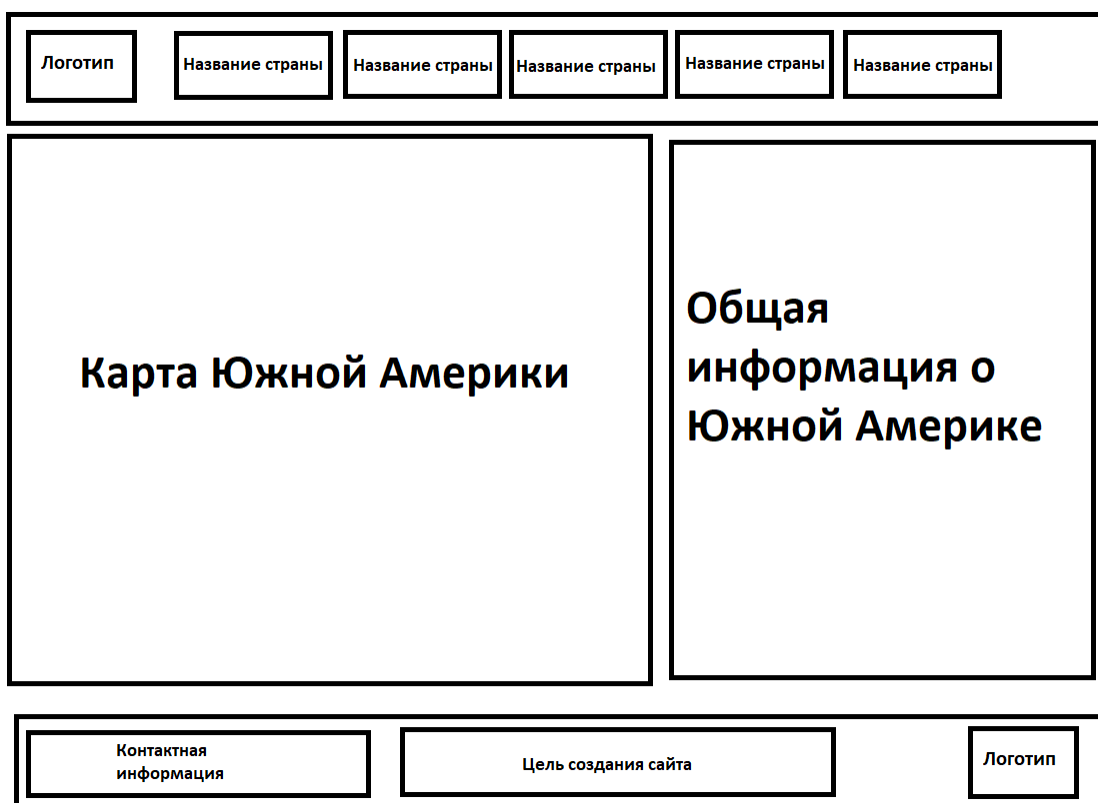 Логотип
Название страны
Название страны
Название страны
Название страны
Название страны
Карта Южной Америки
Общая
информация о
Южной Америке
Контактная
информация
Цель создания сайта
Логотип